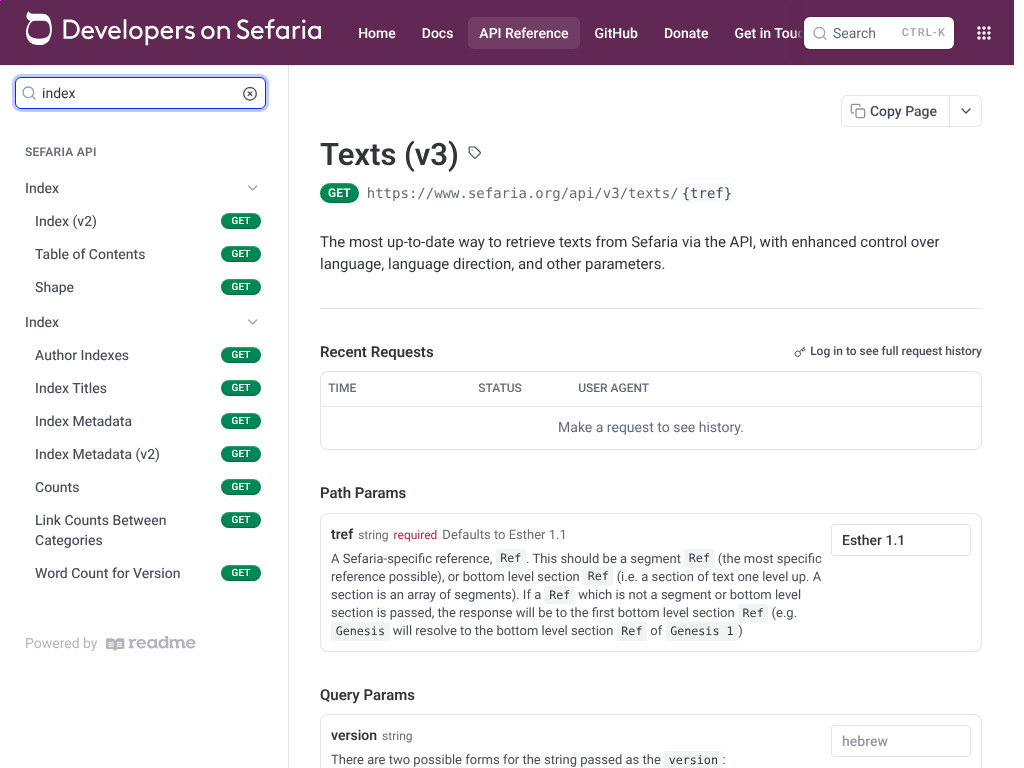 Developers on Sefaria
Home Docs API Reference GitHub Donate Get in Tou
Search CTRL-K
index
SEFARIA API
Index
Index (v2) GET
Table of Contents GET
Shape GET
Index
Author Indexes GET
Index Titles GET
Index Metadata GET
Index Metadata (v2) GET
Counts GET
Link Counts Between GET
Categories
Word Count for Version GET
Powered by readme
Copy Page
Texts (v3)
GET https://www.sefaria.org/api/v3/texts/{tref}
The most up-to-date way to retrieve texts from Sefaria via the API, with enhanced control over
language, language direction, and other parameters.
Recent Requests
Log in to see full request history
TIME STATUS USER AGENT
Make a request to see history.
Path Params
tref string required Defaults to Esther 1.1
Esther 1.1
A Sefaria-specific reference, Ref. This should be a segment Ref (the most specific
reference possible), or bottom level section Ref (i.e. a section of text one level up. A
section is an array of segments). If a Ref which is not a segment or bottom level
section is passed, the response will be to the first bottom level section Ref (e.g.
Genesis will resolve to the bottom level section Ref of Genesis 1)
Query Params
version string
hebrew
There are two possible forms for the string passed as the version: